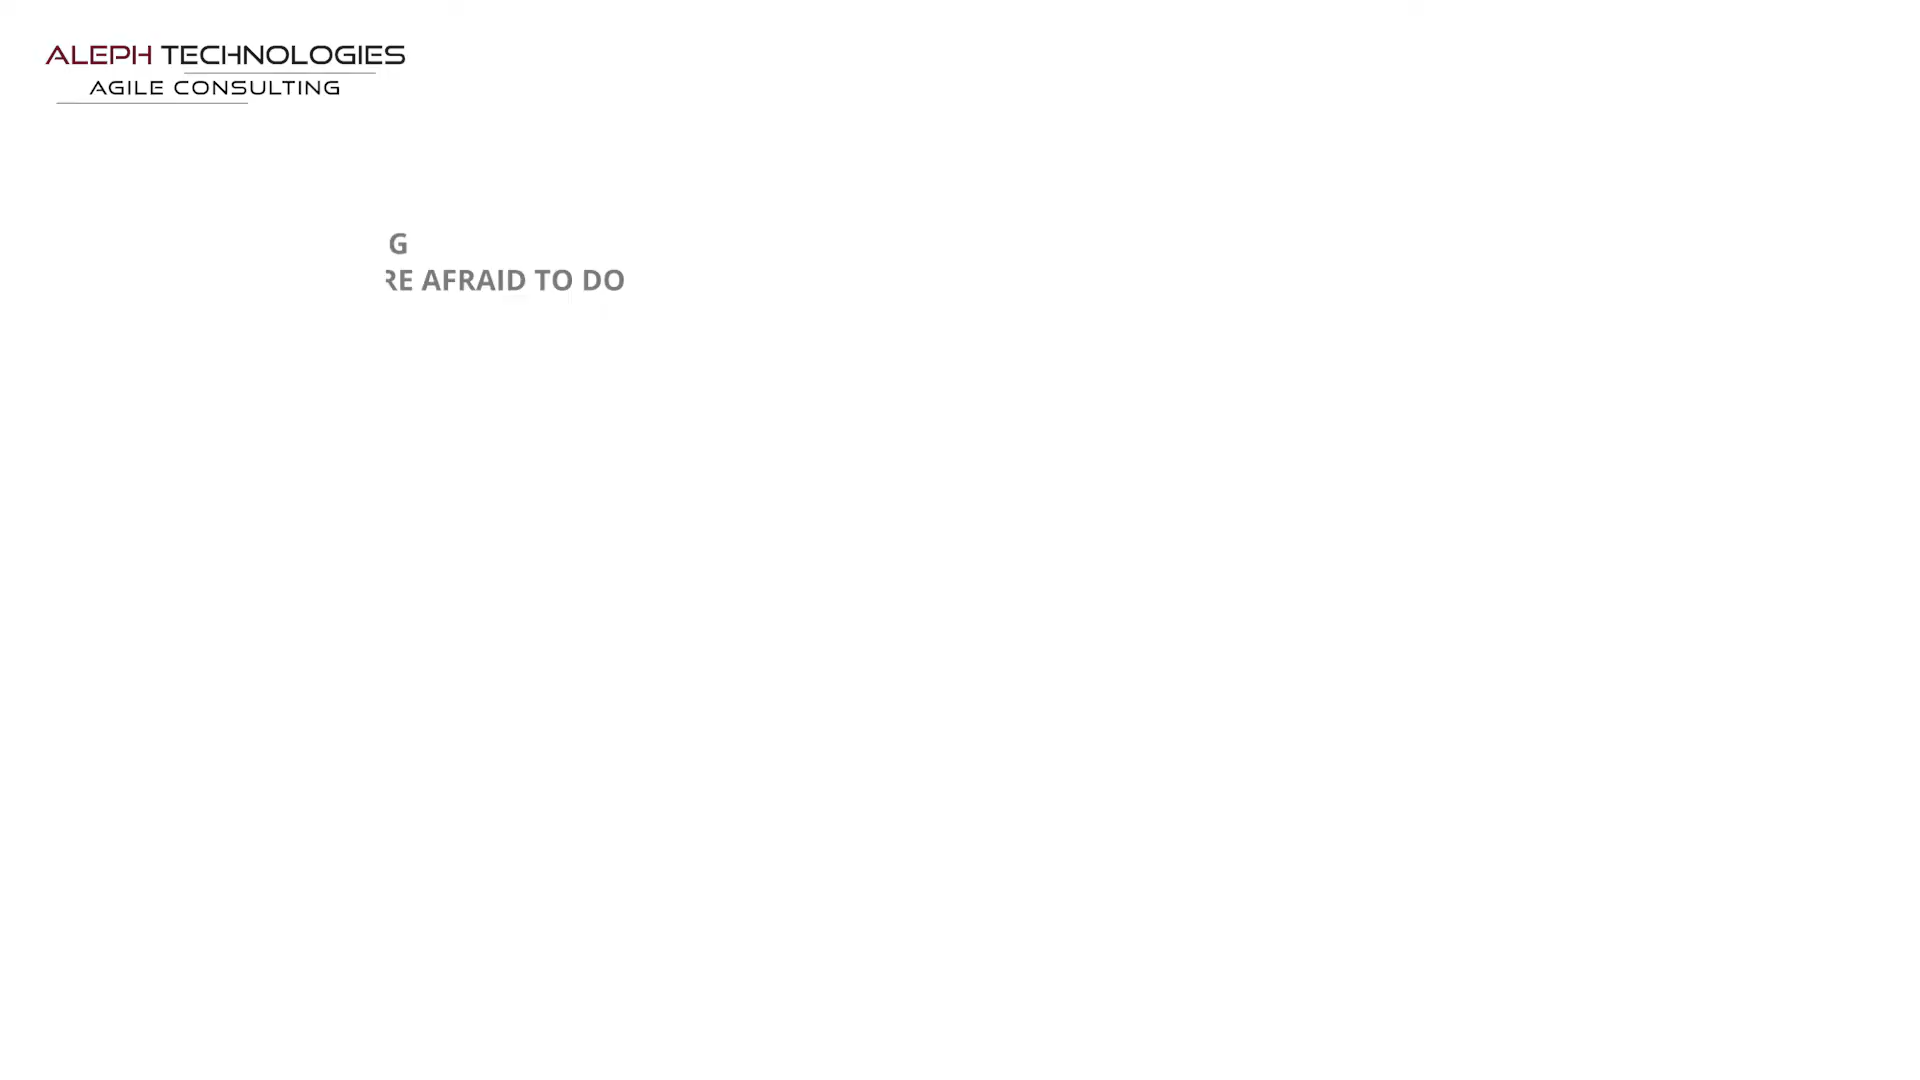 ALEPH TECHNOLOGIES
AGILE CONSULTING
G
RE AFRAID TO DO